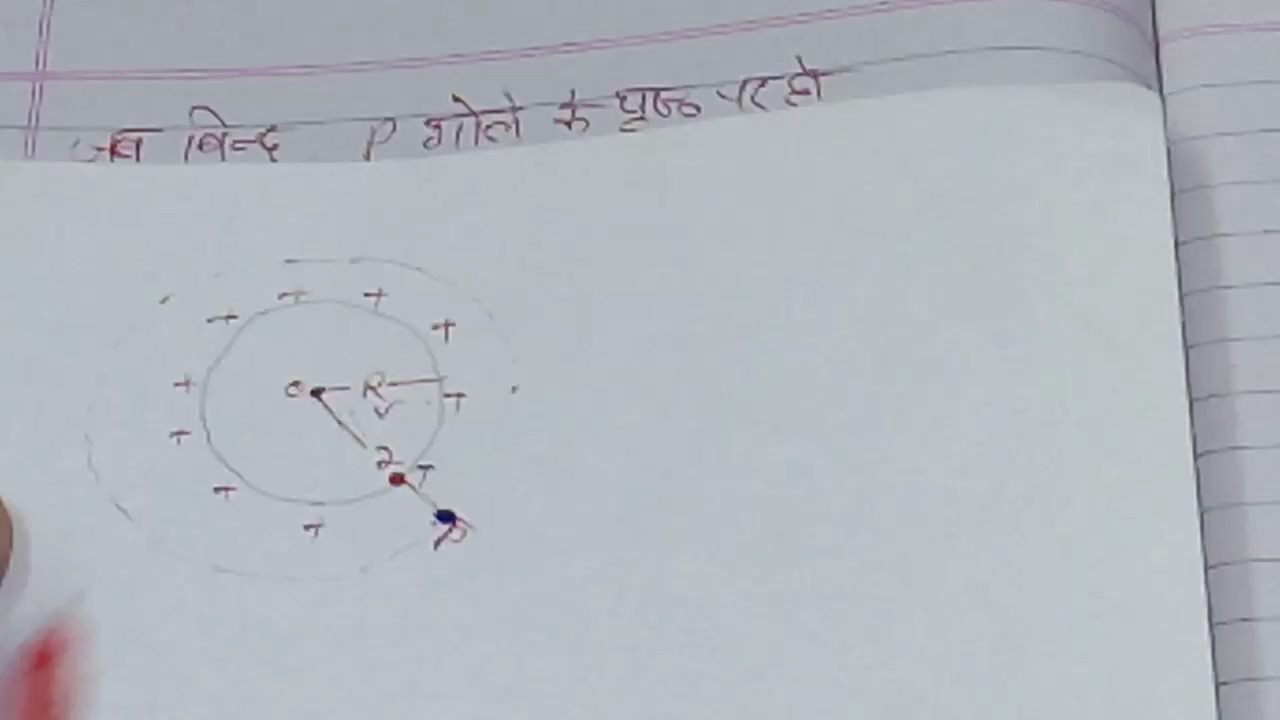 जब बिन्दु P गोले के पृष्ठ पर हो
+ +
+ +
+ O R +
+ r
+ +
+ P